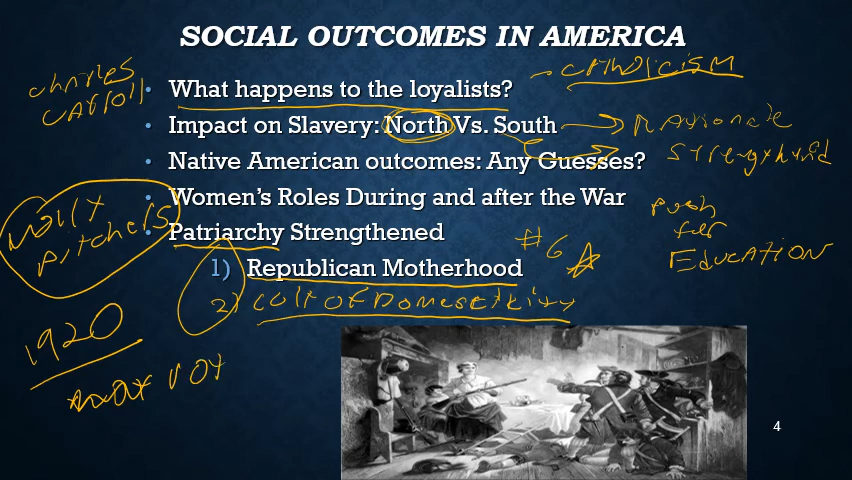 SOCIAL OUTCOMES IN AMERICA
CAtholicism
Charles
CArroll
• What happens to the loyalists?
• Impact on Slavery: North Vs. South
RAtionale
Strengthened
• Native American outcomes: Any Guesses?
• Women's Roles During and after the War
• Patriarchy Strengthened
Molly
pitchers
push
for
EducATION
#6
1) Republican Motherhood
2) Cult OF Domesticity
1920
4